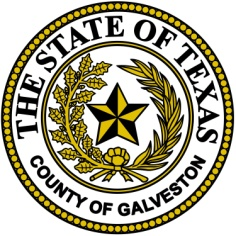 THE STATE OF TEXAS
COUNTY OF GALVESTON